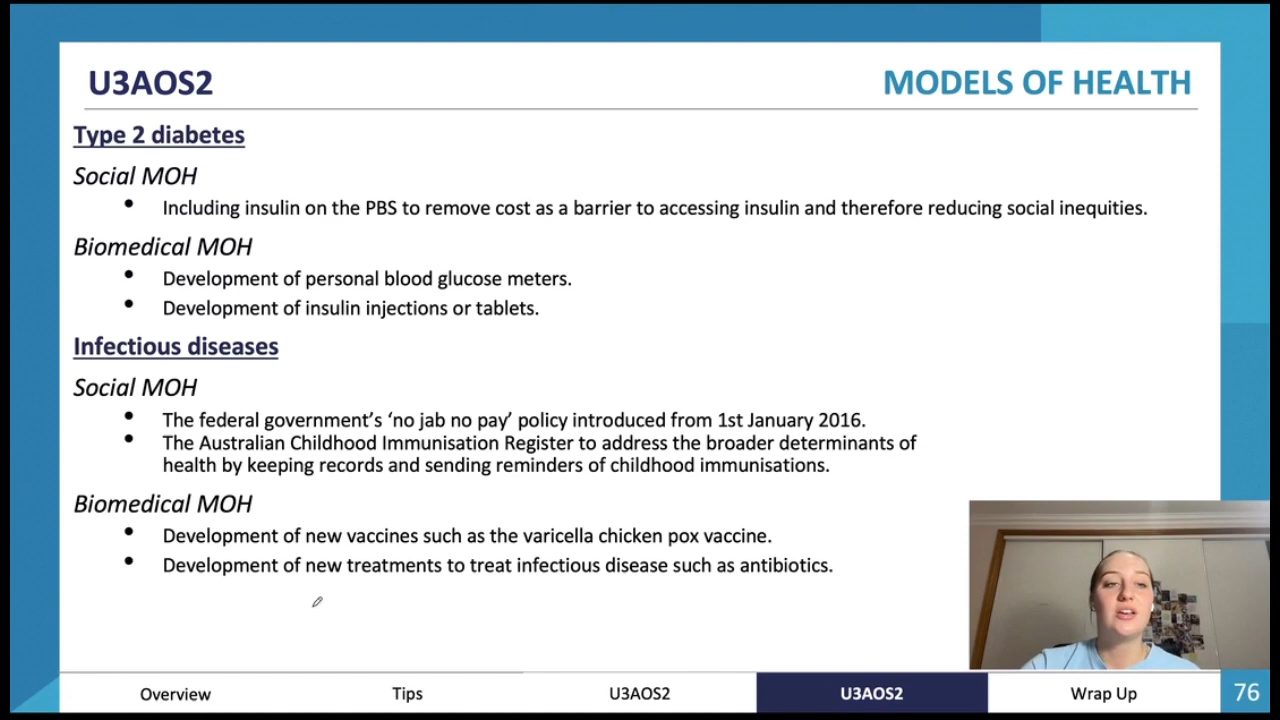 U3AOS2
MODELS OF HEALTH
Type 2 diabetes
Social MOH
• Including insulin on the PBS to remove cost as a barrier to accessing insulin and therefore reducing social inequities.
Biomedical MOH
• Development of personal blood glucose meters.
• Development of insulin injections or tablets.
Infectious diseases
Social MOH
• The federal government’s ‘no jab no pay’ policy introduced from 1st January 2016.
• The Australian Childhood Immunisation Register to address the broader determinants of
health by keeping records and sending reminders of childhood immunisations.
Biomedical MOH
• Development of new vaccines such as the varicella chicken pox vaccine.
• Development of new treatments to treat infectious disease such as antibiotics.
Overview Tips U3AOS2 U3AOS2 Wrap Up 76